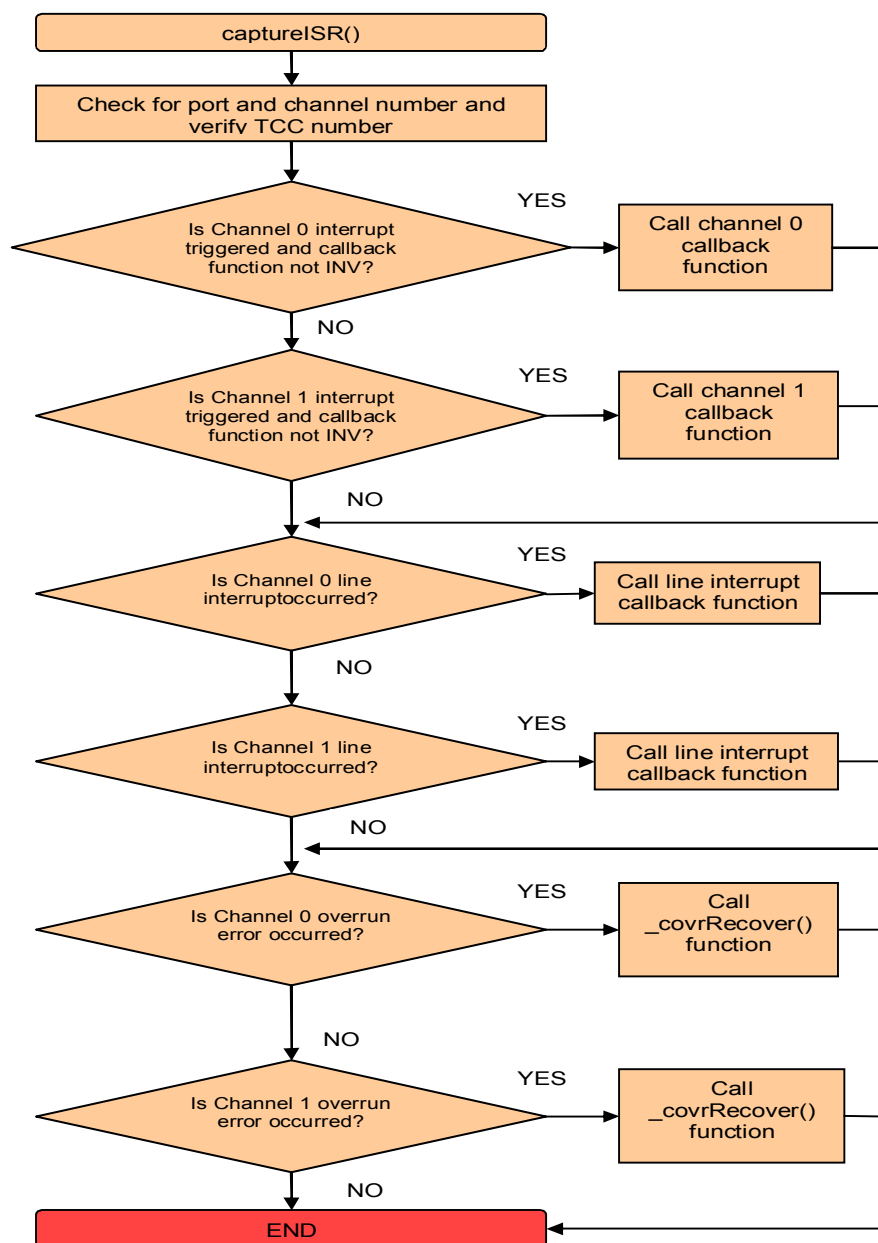 captureISR()
Check for port and channel number and
verify TCC number
Is Channel 0 interrupt
triggered and callback
function not INV?
YES
Call channel 0
callback
function
NO
Is Channel 1 interrupt
triggered and callback
function not INV?
YES
Call channel 1
callback
function
NO
Is Channel 0 line
interruptoccurred?
YES
Call line interrupt
callback function
NO
Is Channel 1 line
interruptoccurred?
YES
Call line interrupt
callback function
NO
Is Channel 0 overrun
error occurred?
YES
Call
_covrRecover()
function
NO
Is Channel 1 overrun
error occurred?
YES
Call
_covrRecover()
function
NO
END